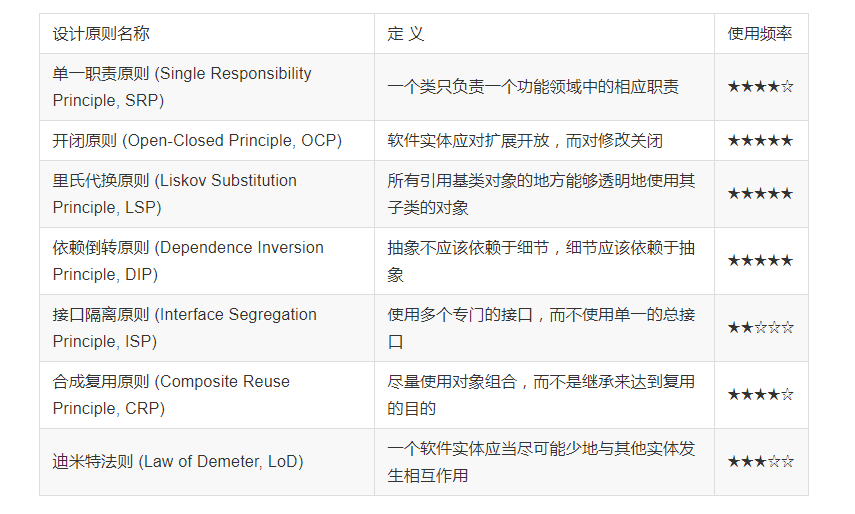 设计原则名称 定 义 使用频率
单一职责原则 (Single Responsibility
Principle, SRP)
一个类只负责一个功能领域中的相应职责 ★★★★☆
开闭原则 (Open-Closed Principle, OCP) 软件实体应对扩展开放，而对修改关闭 ★★★★★
里氏代换原则 (Liskov Substitution
Principle, LSP)
所有引用基类对象的地方能够透明地使用其
子类的对象
★★★★★
依赖倒转原则 (Dependence Inversion
Principle, DIP)
抽象不应该依赖于细节，细节应该依赖于抽
象
★★★★★
接口隔离原则 (Interface Segregation
Principle, ISP)
使用多个专门的接口，而不使用单一的总接
口
★★☆☆☆
合成复用原则 (Composite Reuse
Principle, CRP)
尽量使用对象组合，而不是继承来达到复用
的目的
★★★★☆
迪米特法则 (Law of Demeter, LoD)
一个软件实体应当尽可能少地与其他实体发
生相互作用
★★★☆☆